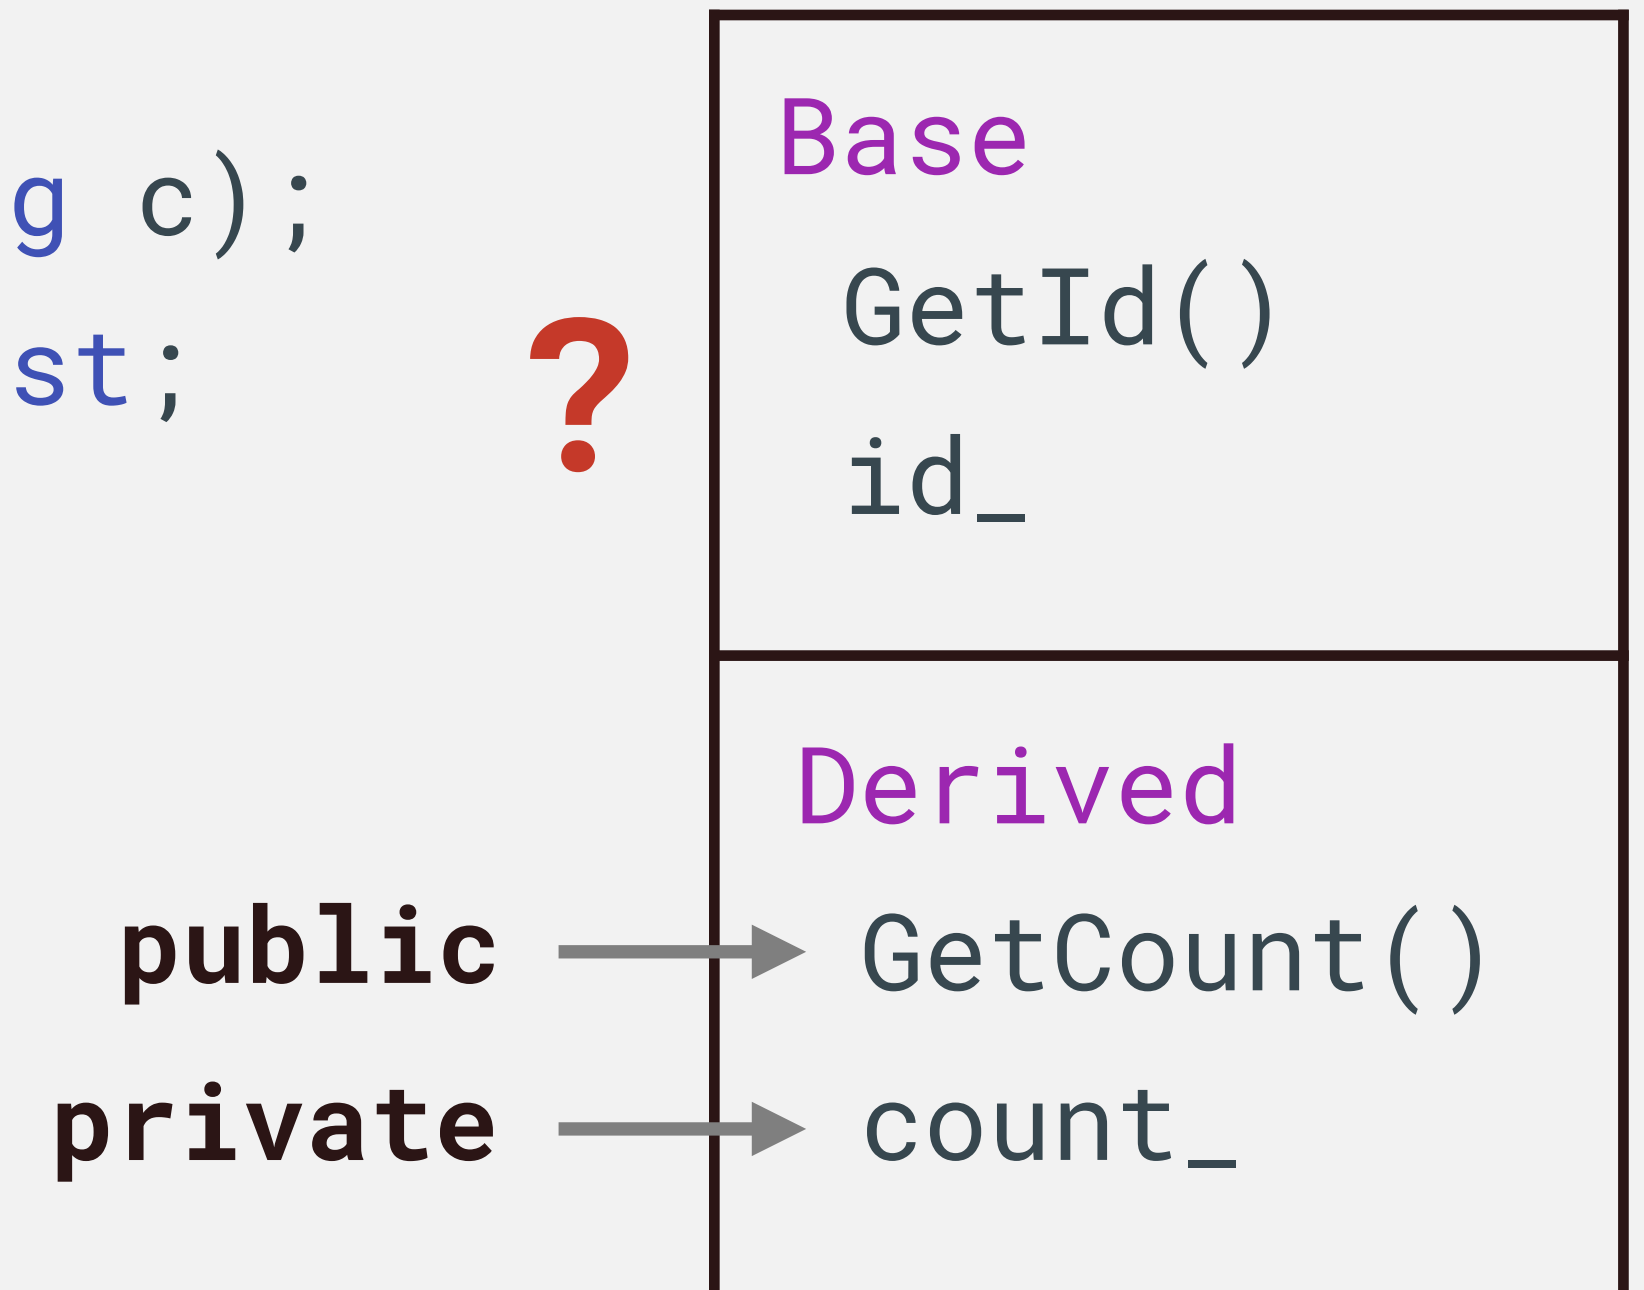 g c);
st;
?
Base
GetId()
id_
Derived
public GetCount()
private count_